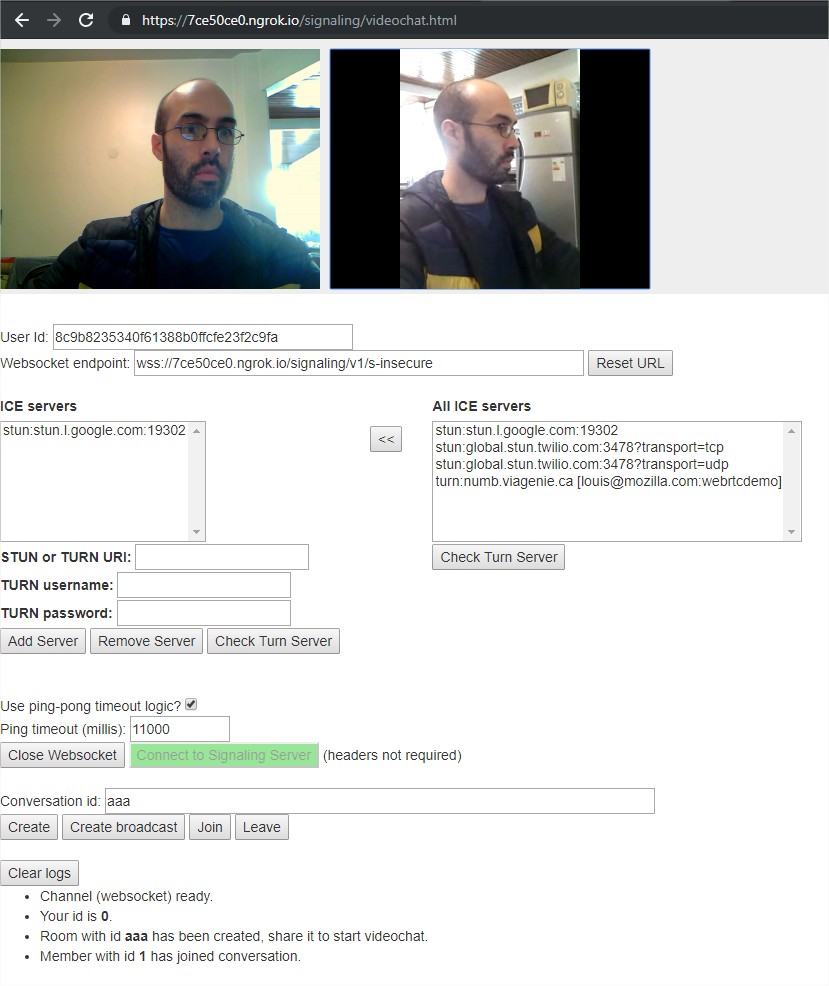 https://7ce50ce0.ngrok.io/signaling/videochat.html
User Id: 8c9b8235340f61388b0ffcfe23f2c9fa
Websocket endpoint: wss://7ce50ce0.ngrok.io/signaling/v1/s-insecure Reset URL
ICE servers
stun:stun.l.google.com:19302
<<
All ICE servers
stun:stun.l.google.com:19302
stun:global.stun.twilio.com:3478?transport=tcp
stun:global.stun.twilio.com:3478?transport=udp
turn:numb.viagenie.ca [louis@mozilla.com:webrtcdemo]
Check Turn Server
STUN or TURN URI:
TURN username:
TURN password:
Add Server Remove Server Check Turn Server
Use ping-pong timeout logic?
Ping timeout (millis): 11000
Close Websocket Connect to Signaling Server (headers not required)
Conversation id: aaa
Create Create broadcast Join Leave
Clear logs
• Channel (websocket) ready.
• Your id is 0.
• Room with id aaa has been created, share it to start videochat.
• Member with id 1 has joined conversation.